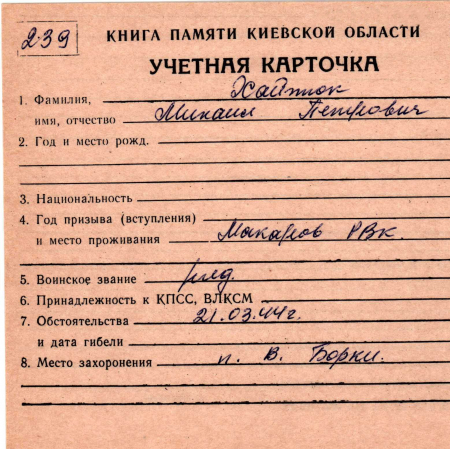 239
КНИГА ПАМЯТИ КИЕВСКОЙ ОБЛАСТИ
УЧЕТНАЯ КАРТОЧКА
1. Фамилия,
имя, отчество Михаил Петрович
2. Год и место рожд.
3. Национальность
4. Год призыва (вступления)
и место проживания Макаров РВК.
5. Воинское звание ряд.
6. Принадлежность к КПСС, ВЛКСМ
7. Обстоятельства 21.03.44г.
и дата гибели
8. Место захоронения п. В. Борки.